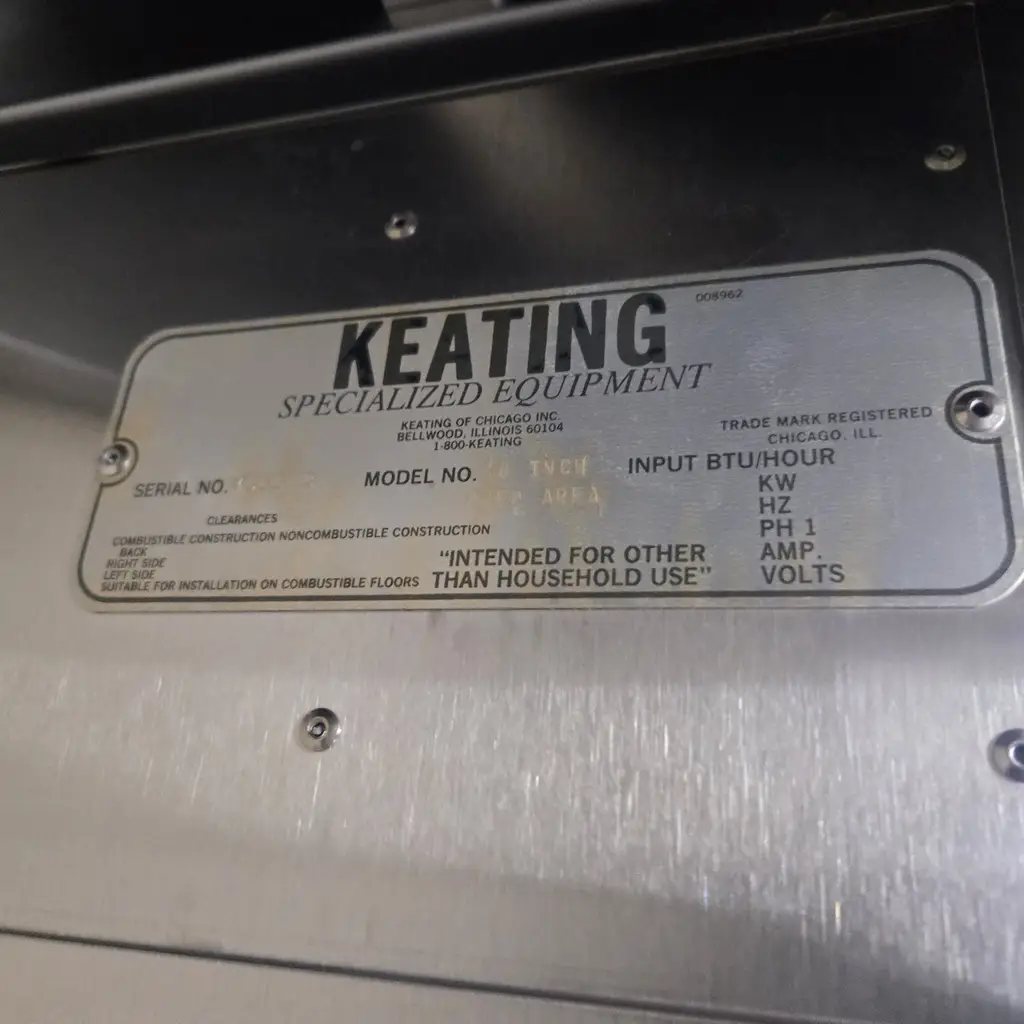 008962
KEATING
SPECIALIZED EQUIPMENT
KEATING OF CHICAGO INC.
BELLWOOD, ILLINOIS 60104
1-800-KEATING
TRADE MARK REGISTERED
CHICAGO, ILL.
SERIAL NO.
MODEL NO. INCH
AREA
INPUT BTU/HOUR
KW
HZ
PH 1
AMP.
VOLTS
CLEARANCES
COMBUSTIBLE CONSTRUCTION NONCOMBUSTIBLE CONSTRUCTION
BACK
RIGHT SIDE
LEFT SIDE
SUITABLE FOR INSTALLATION ON COMBUSTIBLE FLOORS
"INTENDED FOR OTHER
THAN HOUSEHOLD USE"